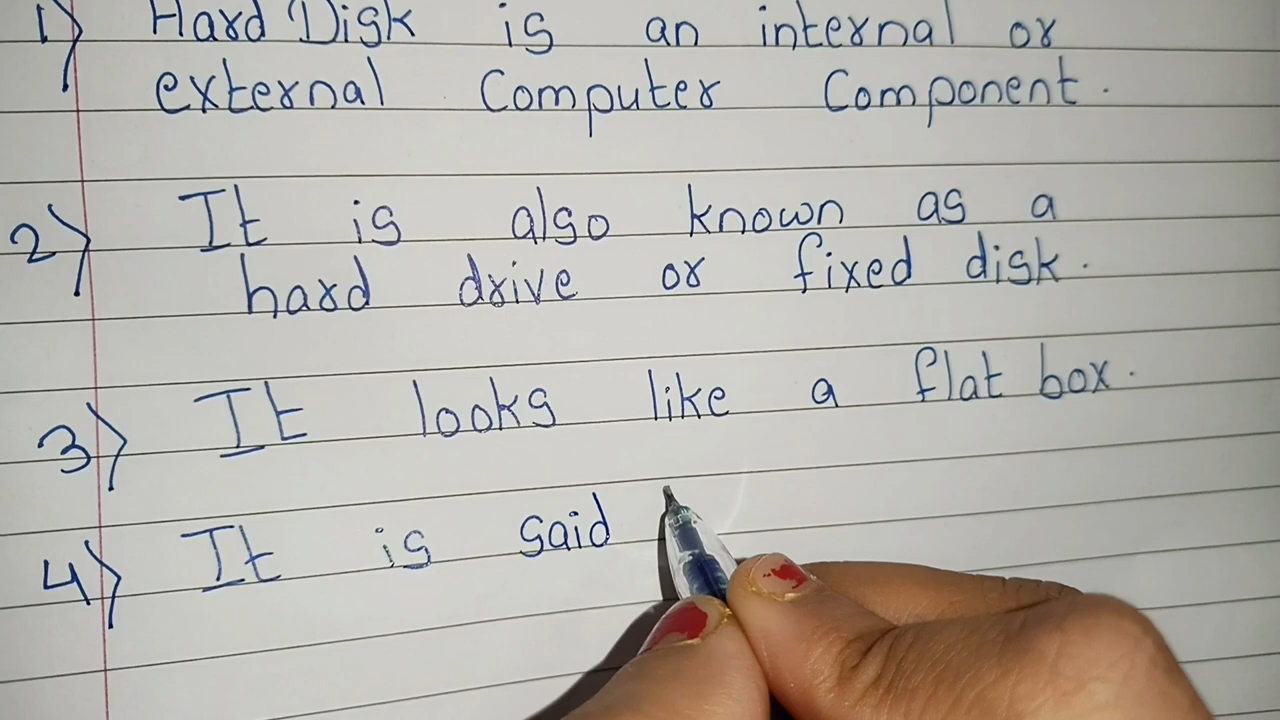 1) Hard Disk is an internal or
external Computer Component.
2) It is also known as a
hard drive or fixed disk.
3) It looks like a flat box.
4) It is said